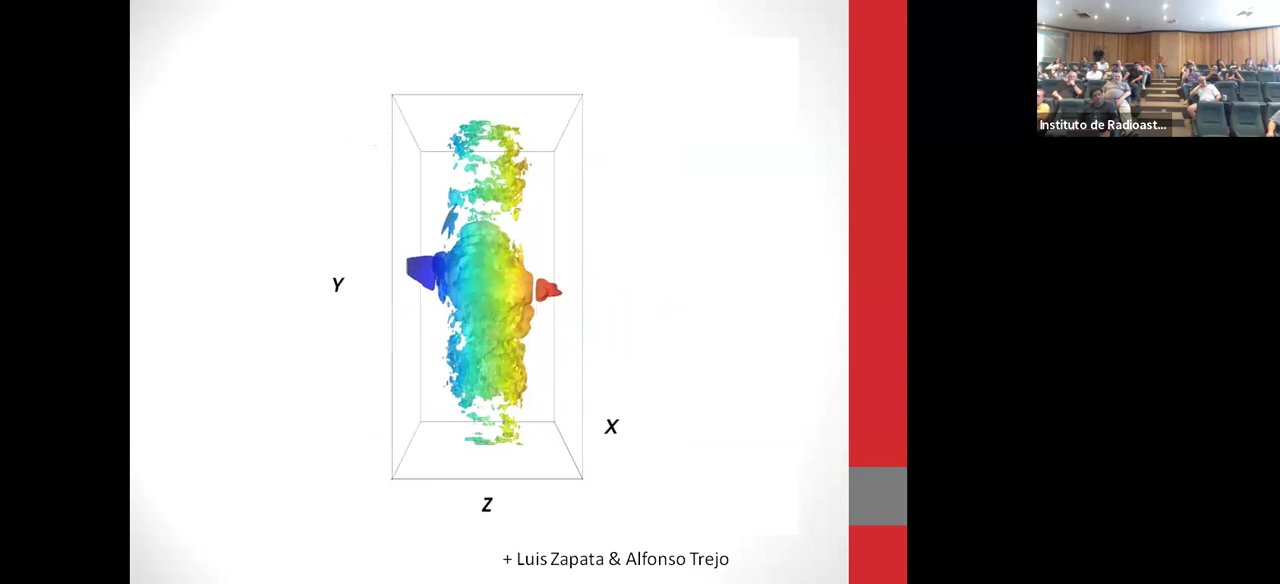 Instituto de Radioast...
Y
X
Z
+ Luis Zapata & Alfonso Trejo